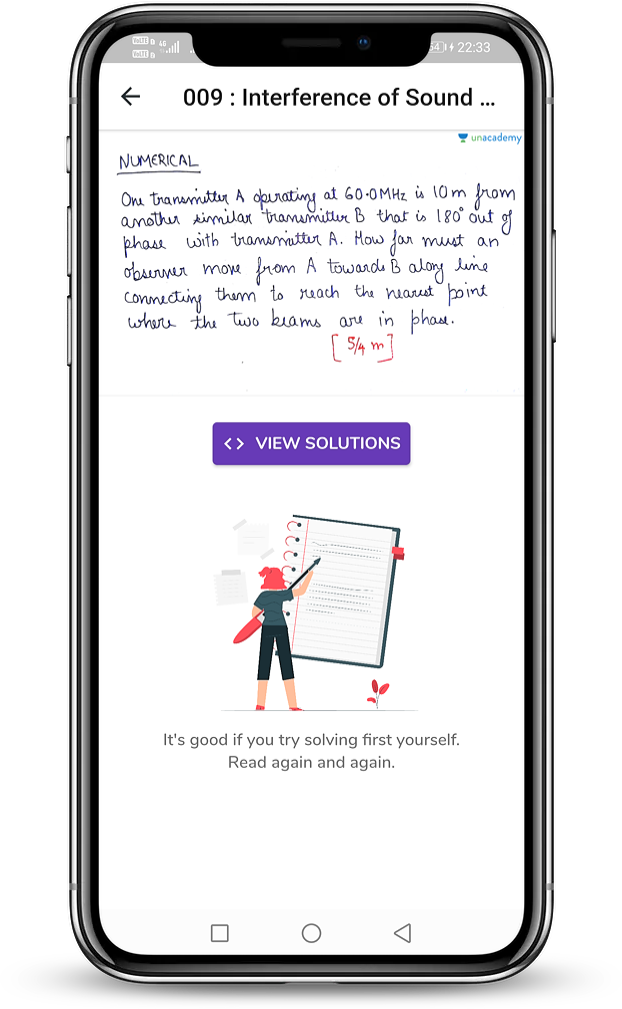 VoLTE 4G
VoLTE
54 22:33
009 : Interference of Sound ...
unacademy
NUMERICAL
One transmitter A operating at 60.0MHz is 10m from
another similar transmitter B that is 180° out of
phase with transmitter A. How far must an
observer move from A towards B along line
connecting them to reach the nearest point
where the two beams are in phase.
[5/4 m]
<> VIEW SOLUTIONS
It's good if you try solving first yourself.
Read again and again.